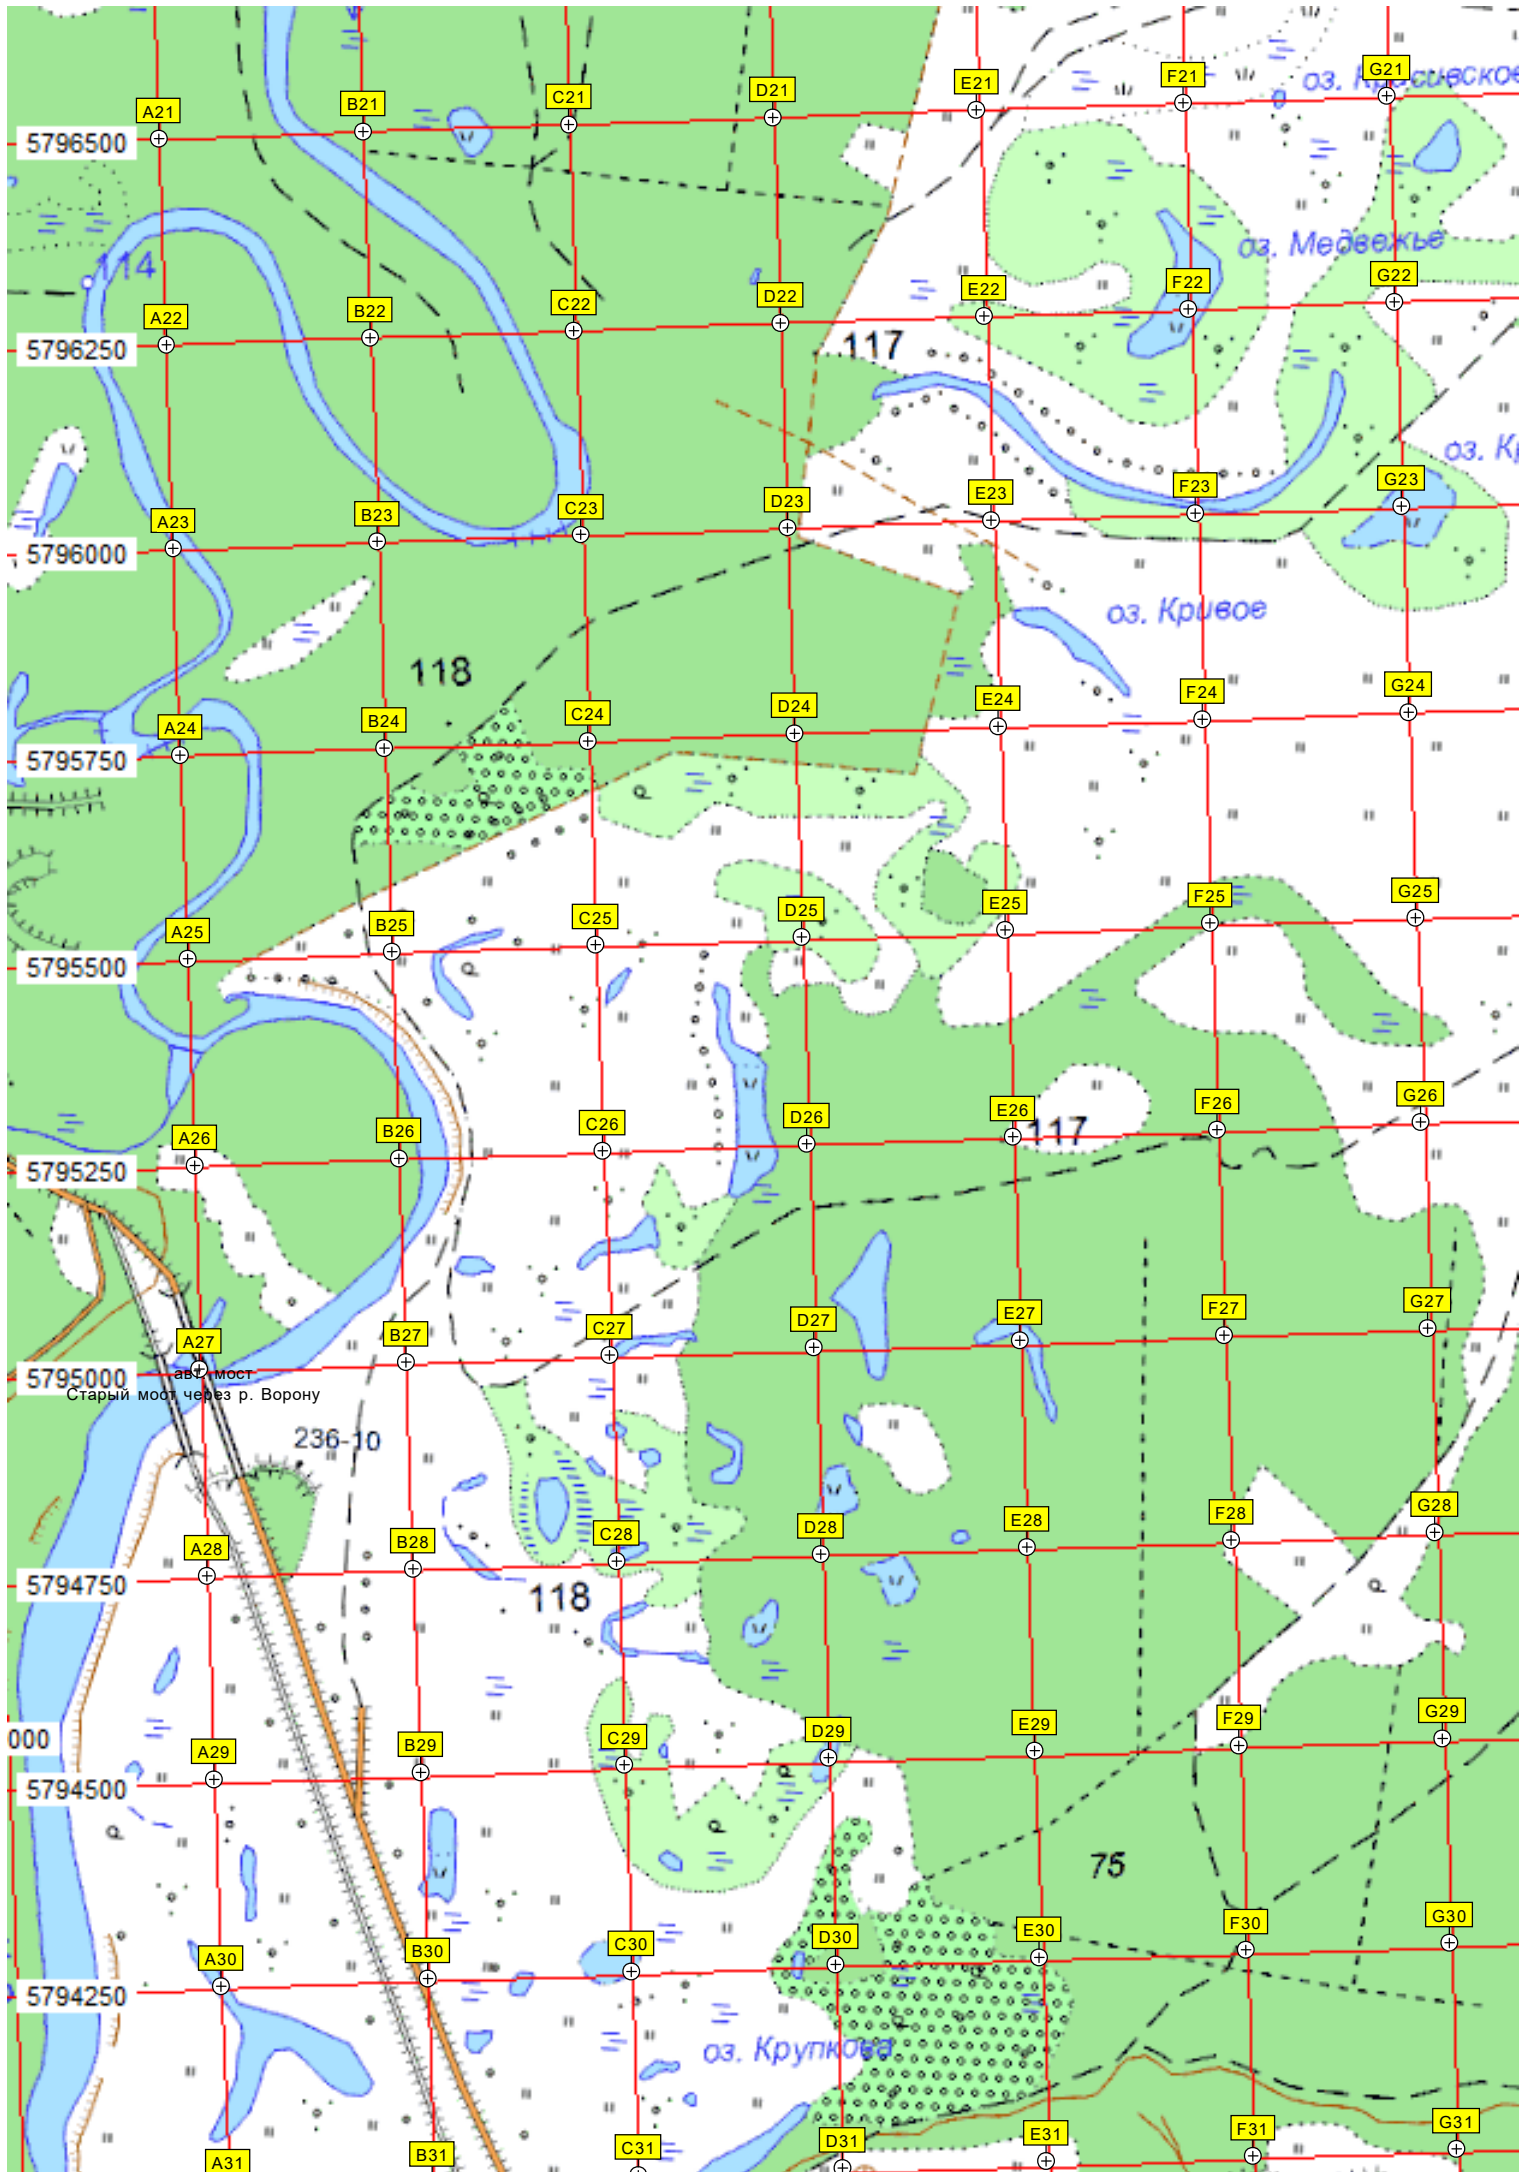 A21 B21 C21 D21 E21 F21 G21
5796500
оз. Красивское
114
оз. Медвежье
A22 B22 C22 D22 E22 F22 G22
5796250
117
оз.
A23 B23 C23 D23 E23 F23 G23
5796000
оз. Кривое
118
A24 B24 C24 D24 E24 F24 G24
5795750
A25 B25 C25 D25 E25 F25 G25
5795500
A26 B26 C26 D26 E26 F26 G26
117
5795250
A27 B27 C27 D27 E27 F27 G27
5795000
авт. мост
Старый мост через р. Ворону
236-10
A28 B28 C28 D28 E28 F28 G28
5794750
118
A29 B29 C29 D29 E29 F29 G29
000
5794500
75
A30 B30 C30 D30 E30 F30 G30
5794250
оз. Крупкова
A31 B31 C31 D31 E31 F31 G31